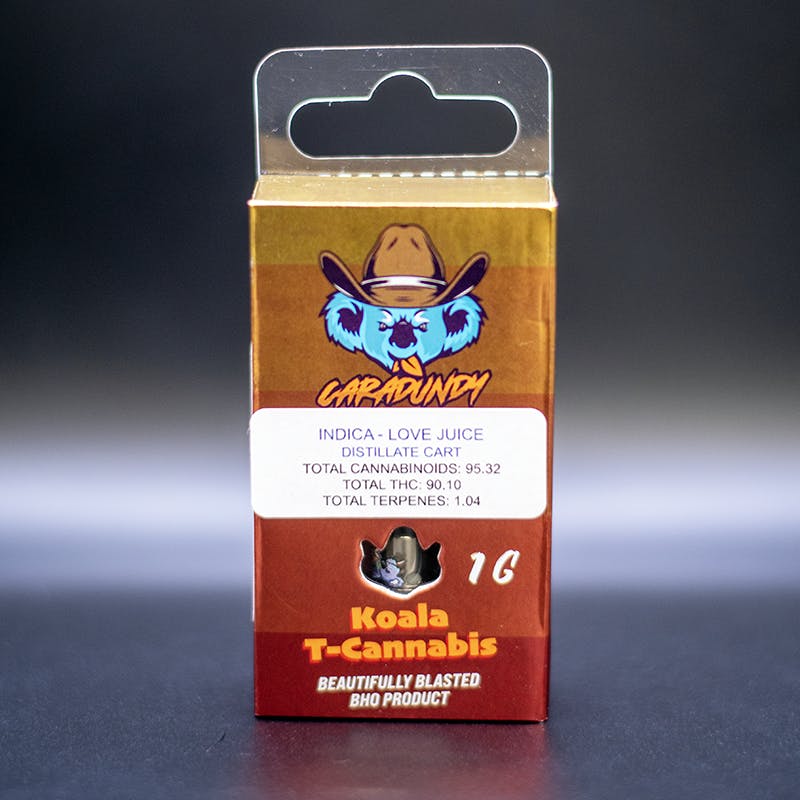 CARADUNDY
INDICA - LOVE JUICE
DISTILLATE CART
TOTAL CANNABINOIDS: 95.32
TOTAL THC: 90.10
TOTAL TERPENES: 1.04
1G
Koala
T-Cannabis
BEAUTIFULLY BLASTED
BHO PRODUCT